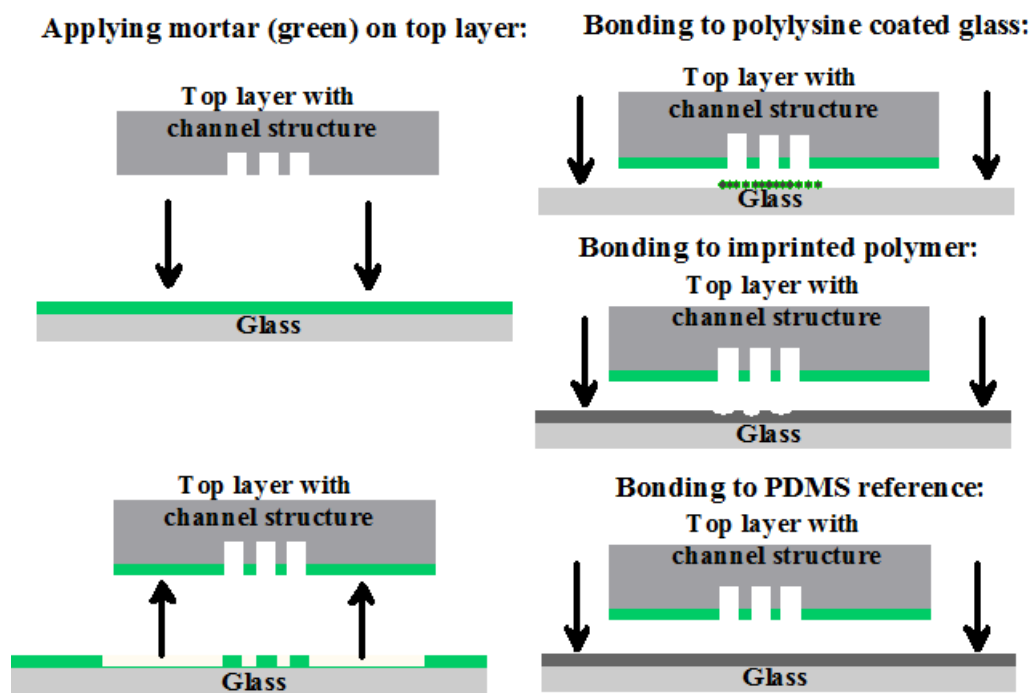 Applying mortar (green) on top layer:
Top layer with
channel structure
Glass
Top layer with
channel structure
Glass
Bonding to polylysine coated glass:
Top layer with
channel structure
Glass
Bonding to imprinted polymer:
Top layer with
channel structure
Glass
Bonding to PDMS reference:
Top layer with
channel structure
Glass